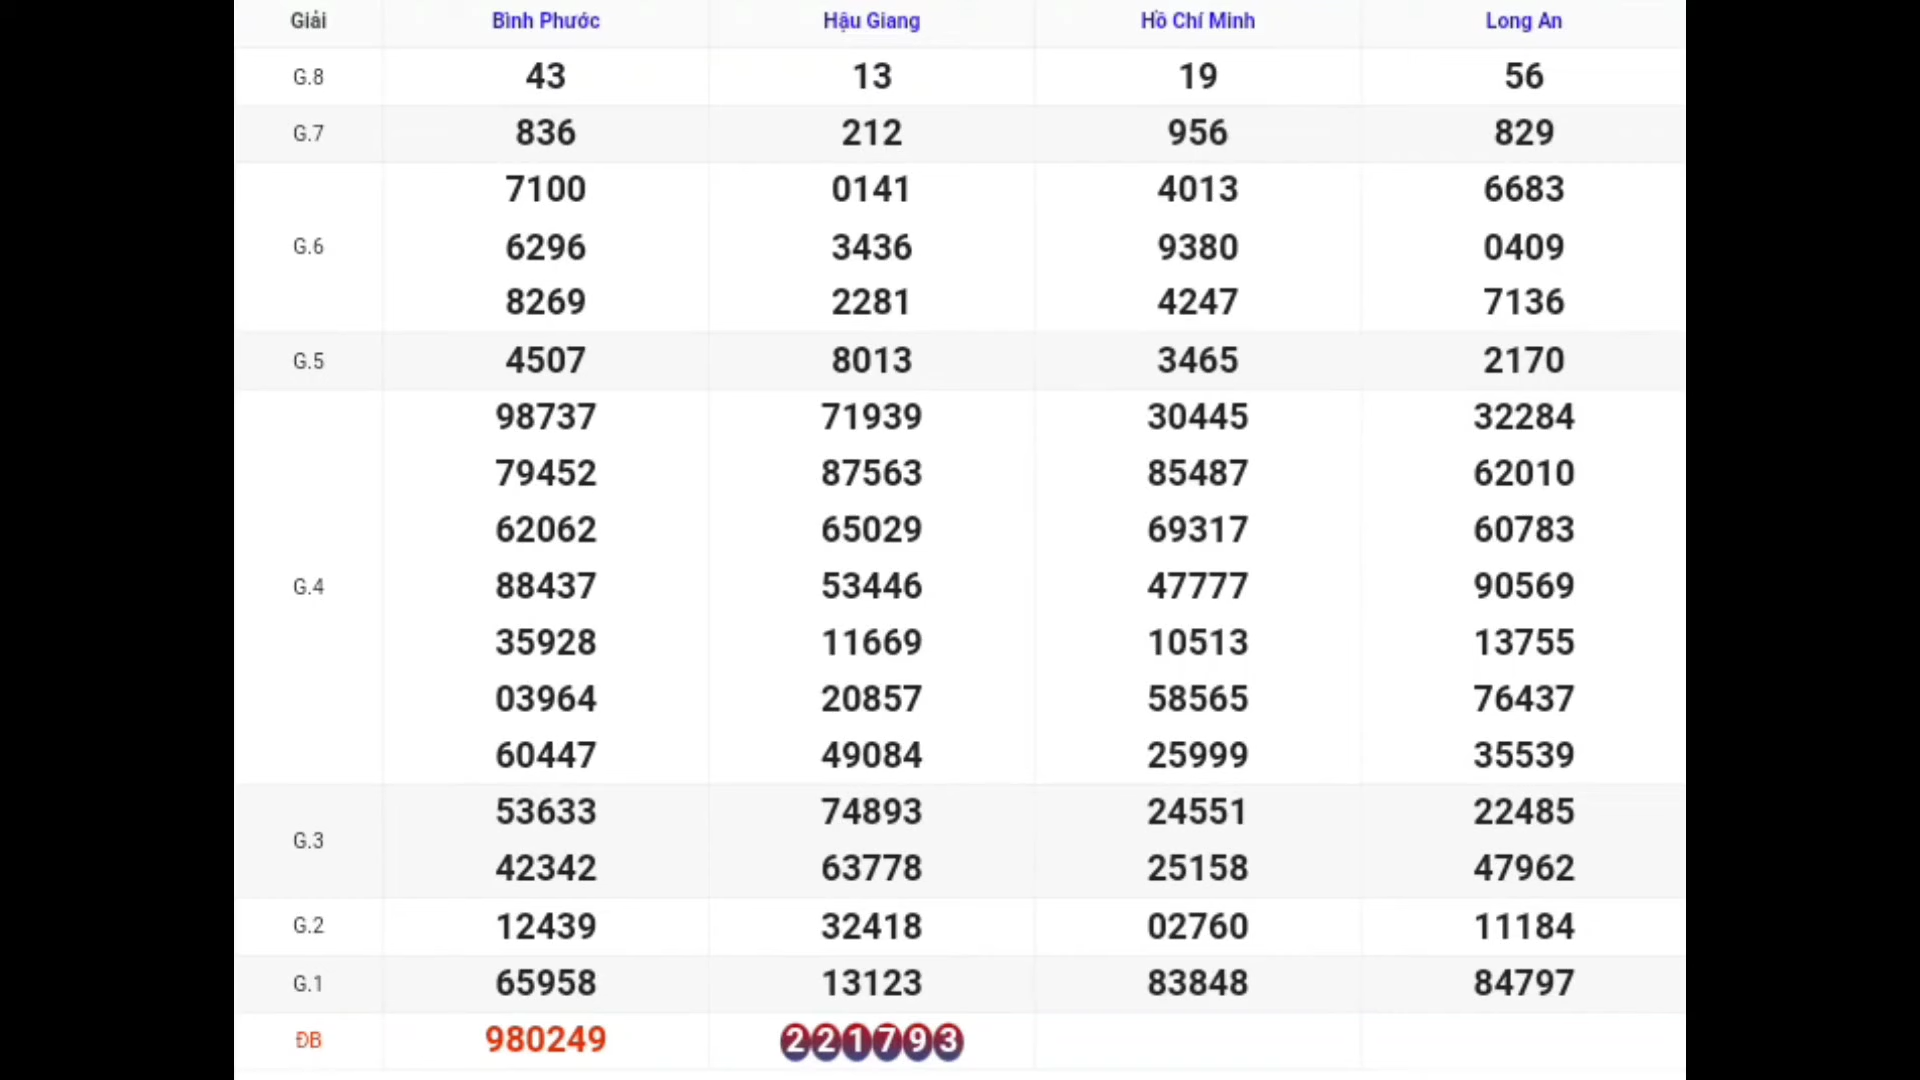 Giải Bình Phước Hậu Giang Hồ Chí Minh Long An
G.8 43 13 19 56
G.7 836 212 956 829
7100 0141 4013 6683
G.6 6296 3436 9380 0409
8269 2281 4247 7136
G.5 4507 8013 3465 2170
98737 71939 30445 32284
79452 87563 85487 62010
62062 65029 69317 60783
G.4 88437 53446 47777 90569
35928 11669 10513 13755
03964 20857 58565 76437
60447 49084 25999 35539
G.3 53633 74893 24551 22485
42342 63778 25158 47962
G.2 12439 32418 02760 11184
G.1 65958 13123 83848 84797
ĐB 980249 221793